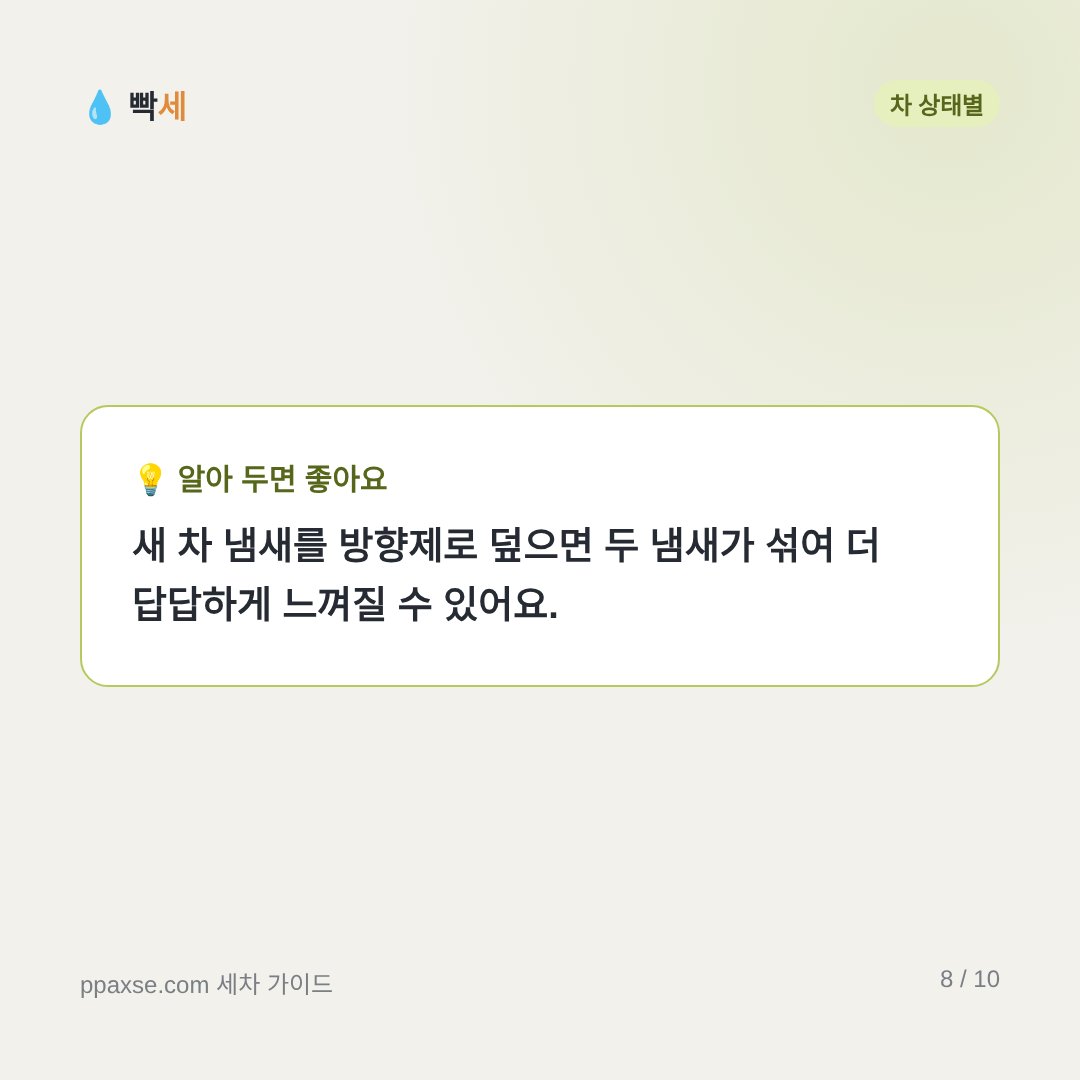 💧 빡세
차 상태별
💡 알아 두면 좋아요
새 차 냄새를 방향제로 덮으면 두 냄새가 섞여 더
답답하게 느껴질 수 있어요.
ppaxse.com 세차 가이드
8 / 10